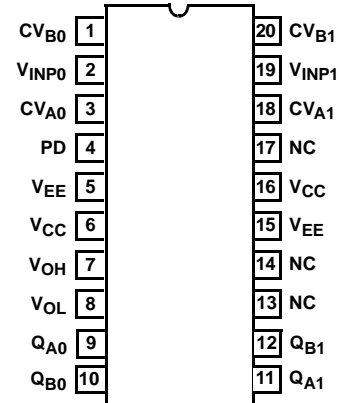 CVB0 1 20 CVB1
VINP0 2 19 VINP1
CVA0 3 18 CVA1
PD 4 17 NC
VEE 5 16 VCC
VCC 6 15 VEE
VOH 7 14 NC
VOL 8 13 NC
QA0 9 12 QB1
QB0 10 11 QA1